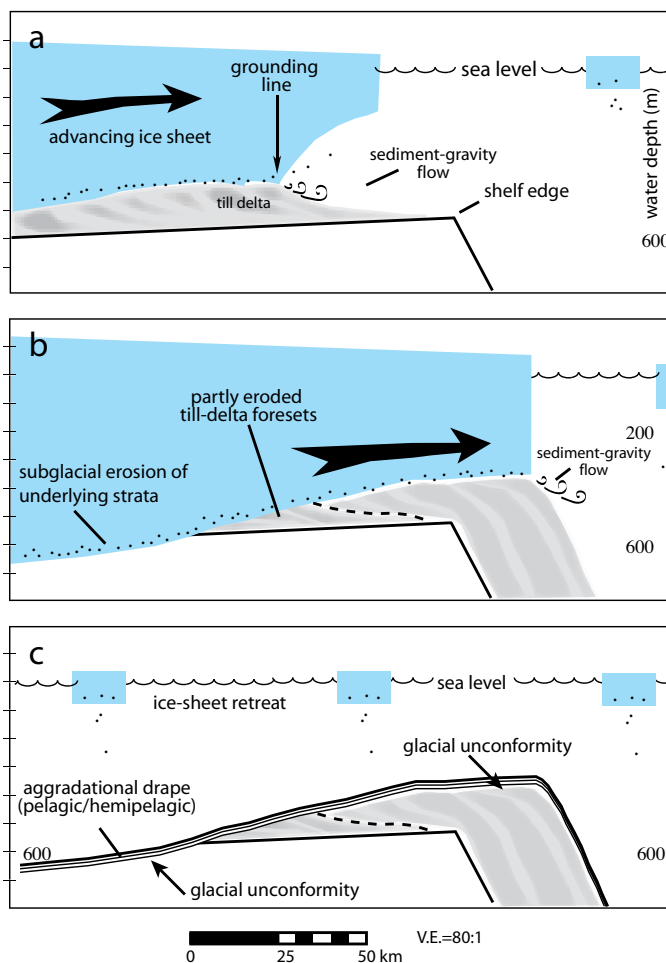 a
grounding
line
sea level
advancing ice sheet
sediment-gravity
flow
till delta
shelf edge
water depth (m)
600
b
partly eroded
till-delta foresets
200
sediment-gravity
flow
subglacial erosion of
underlying strata
600
c
sea level
ice-sheet retreat
glacial unconformity
aggradational drape
(pelagic/hemipelagic)
600
600
glacial unconformity
V.E.=80:1
0 25 50 km